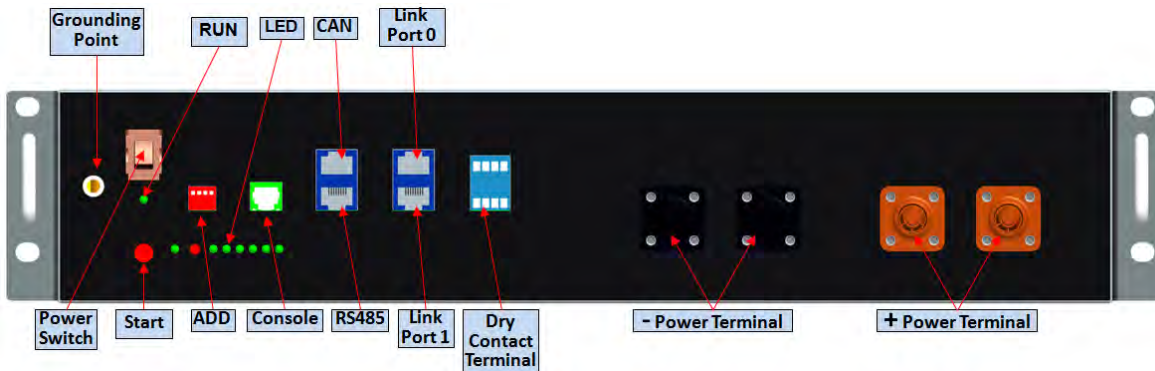 Grounding
Point
RUN
LED
CAN
Link
Port 0
Power
Switch
Start
ADD
Console
RS485
Link
Port 1
Dry
Contact
Terminal
- Power Terminal
+ Power Terminal